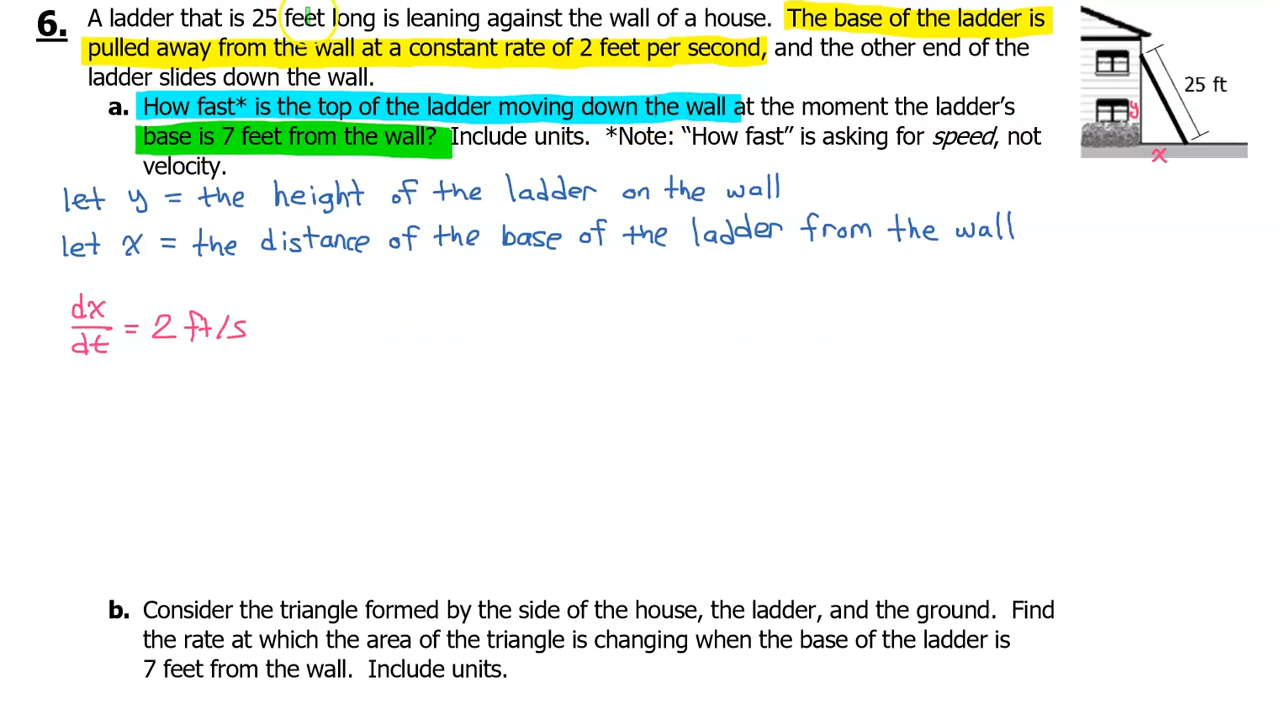 6. A ladder that is 25 feet long is leaning against the wall of a house. The base of the ladder is
pulled away from the wall at a constant rate of 2 feet per second, and the other end of the
ladder slides down the wall.
a. How fast* is the top of the ladder moving down the wall at the moment the ladder's
base is 7 feet from the wall? Include units. *Note: "How fast" is asking for speed, not
velocity.
25 ft
y
x
let y = the height of the ladder on the wall
let x = the distance of the base of the ladder from the wall
dx/dt = 2 ft/s
b. Consider the triangle formed by the side of the house, the ladder, and the ground. Find
the rate at which the area of the triangle is changing when the base of the ladder is
7 feet from the wall. Include units.